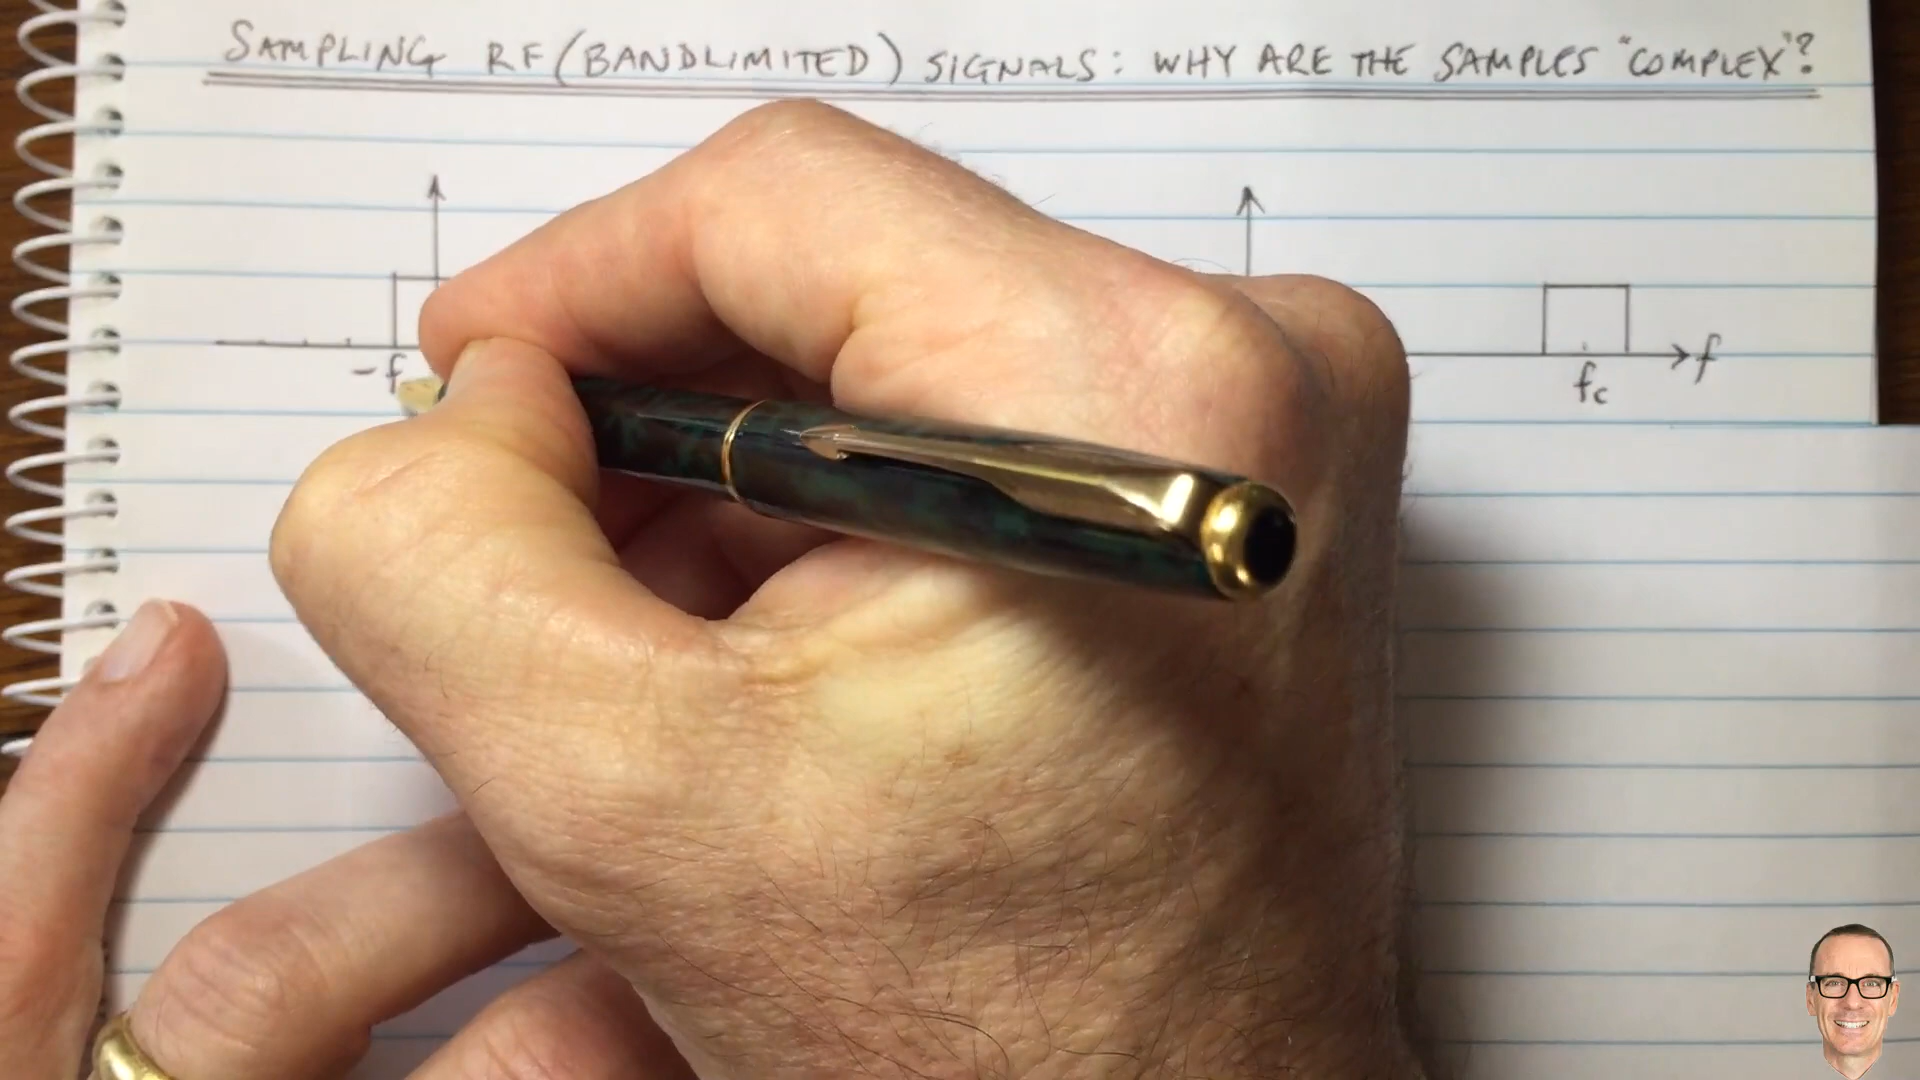 SAMPLING RF (BANDLIMITED) SIGNALS: WHY ARE THE SAMPLES "COMPLEX"?
-f
f
fc